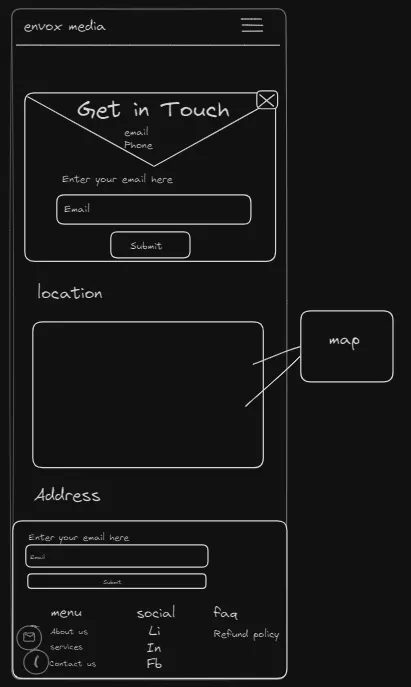 envox media
Get in Touch
email
Phone
Enter your email here
Email
Submit
location
map
Address
Enter your email here
Email
Submit
menu
About us
services
Contact us
social
Li
In
Fb
faq
Refund policy